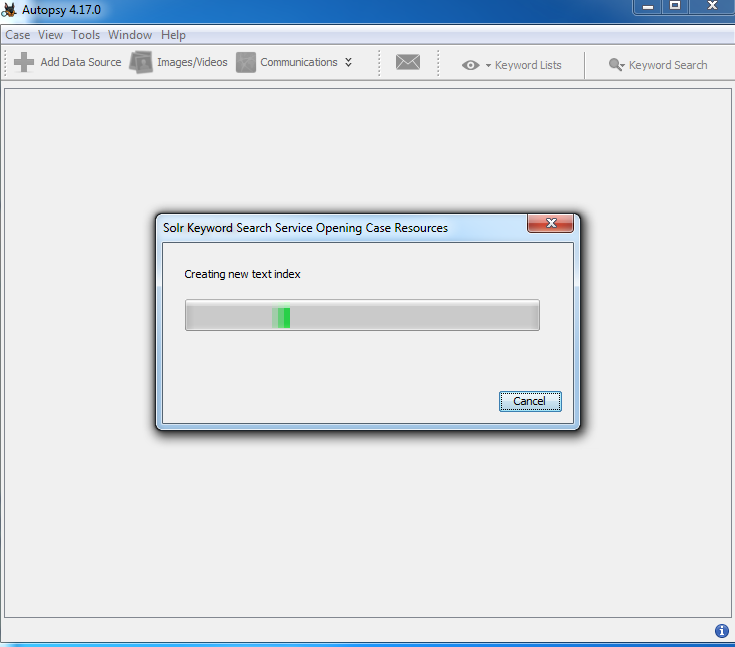 Autopsy 4.17.0
Case View Tools Window Help
Add Data Source Images/Videos Communications Keyword Lists Keyword Search
Solr Keyword Search Service Opening Case Resources
Creating new text index
Cancel